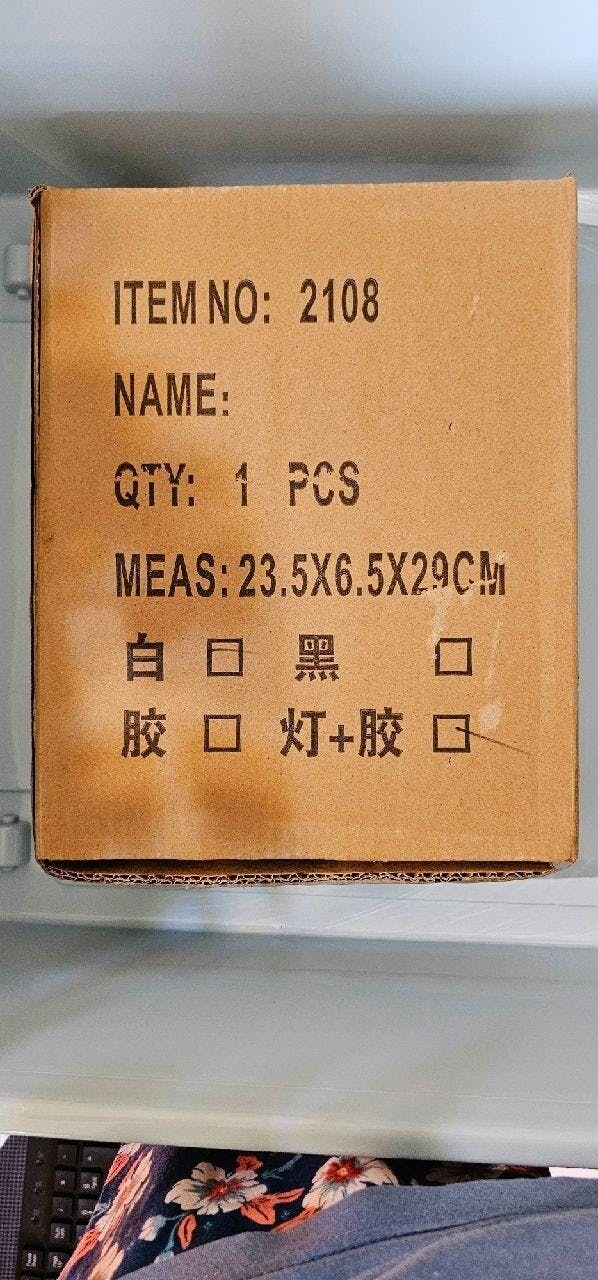 ITEM NO: 2108
NAME:
QTY: 1 PCS
MEAS: 23.5X6.5X29CM
白 □ 黑 □
胶 □ 灯+胶 □